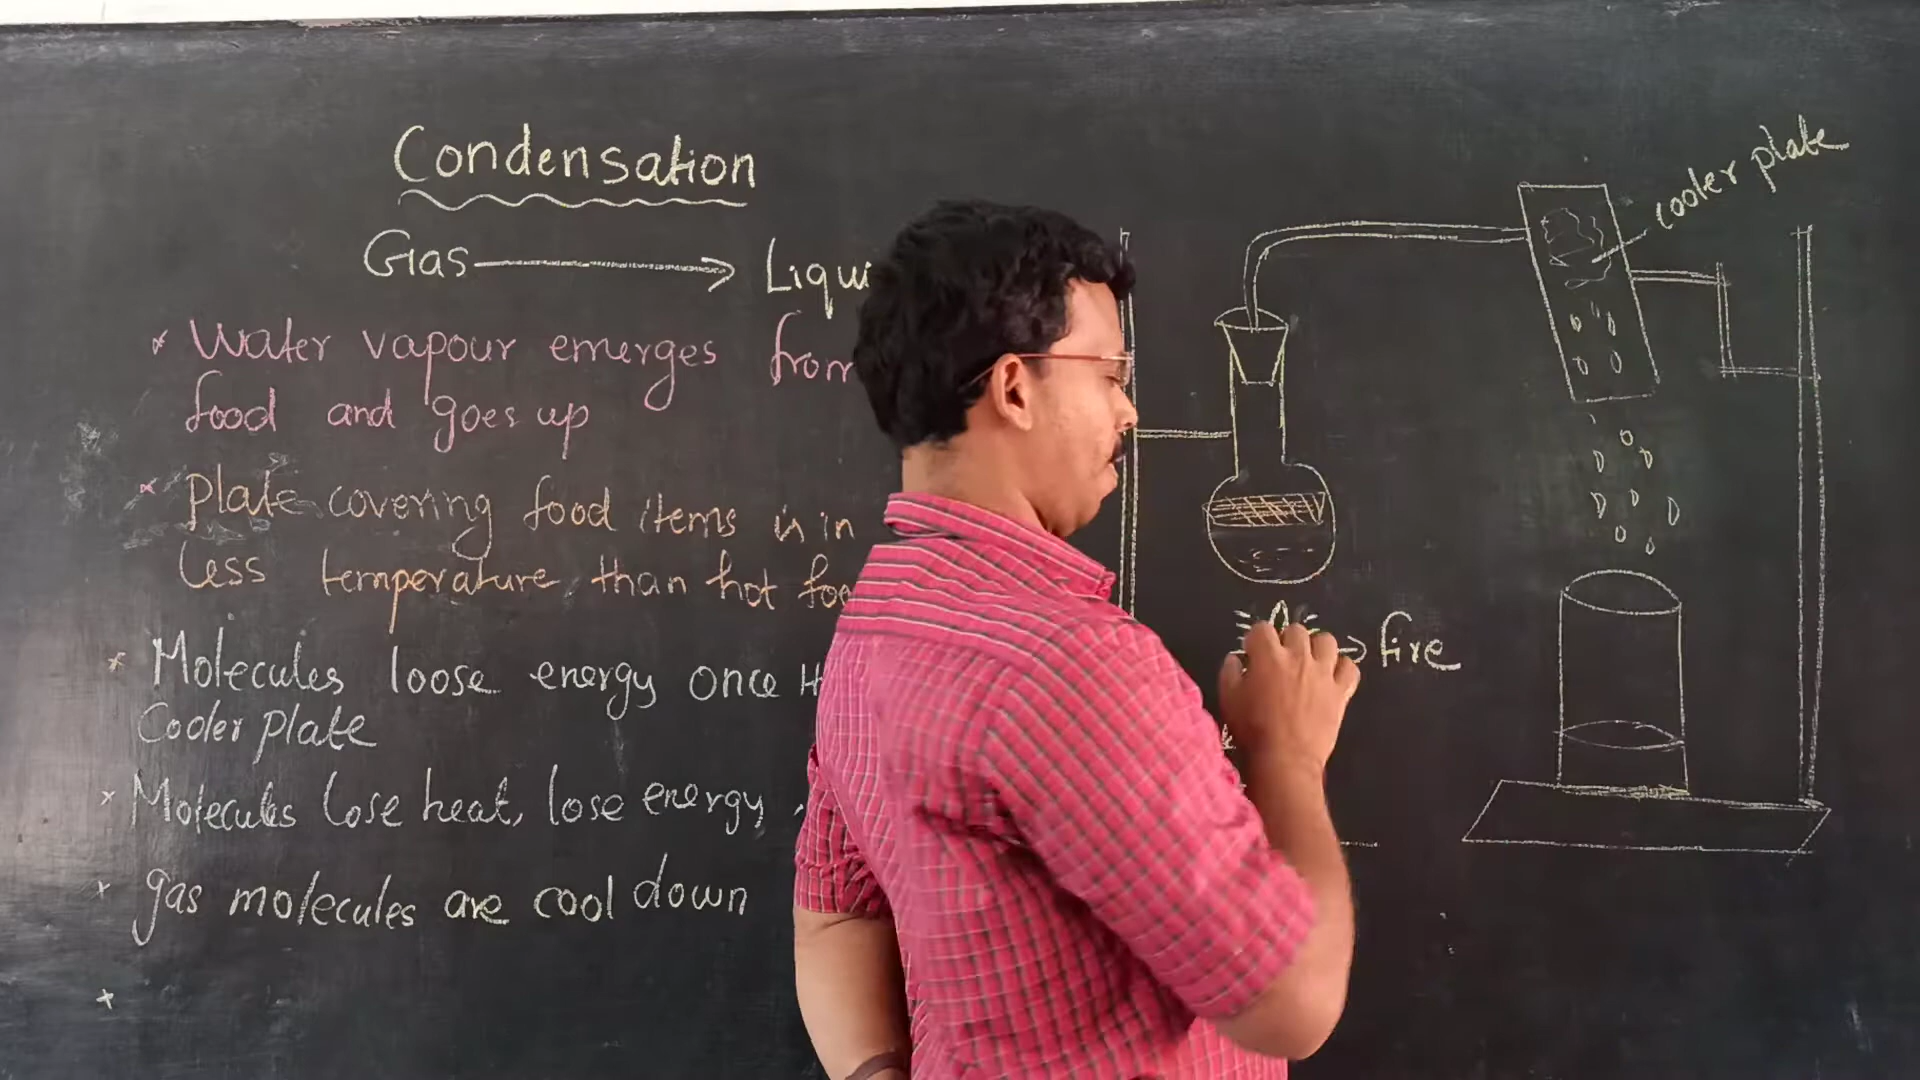 Condensation
Gas → Liqui
* Water vapour emerges from
food and goes up
* Plate covering food items is in
less temperature than hot foo
* Molecules loose energy once
Cooler plate
* Molecules lose heat, lose energy,
* gas molecules are cool down
*
cooler plate
→ fire